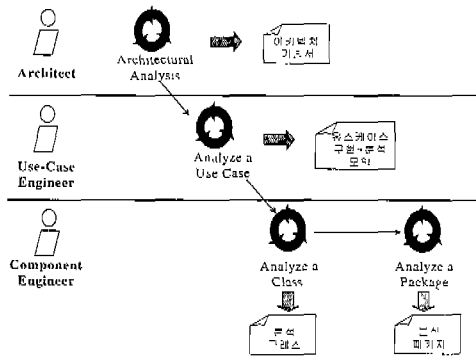 Architect
Architectural
Analysis
아키텍처
기술서
Use-Case
Engineer
Analyze a
Use Case
유스케이스
구현-분석
모형
Component
Engineer
Analyze a
Class
Analyze a
Package
분석
클래스
분석
패키지